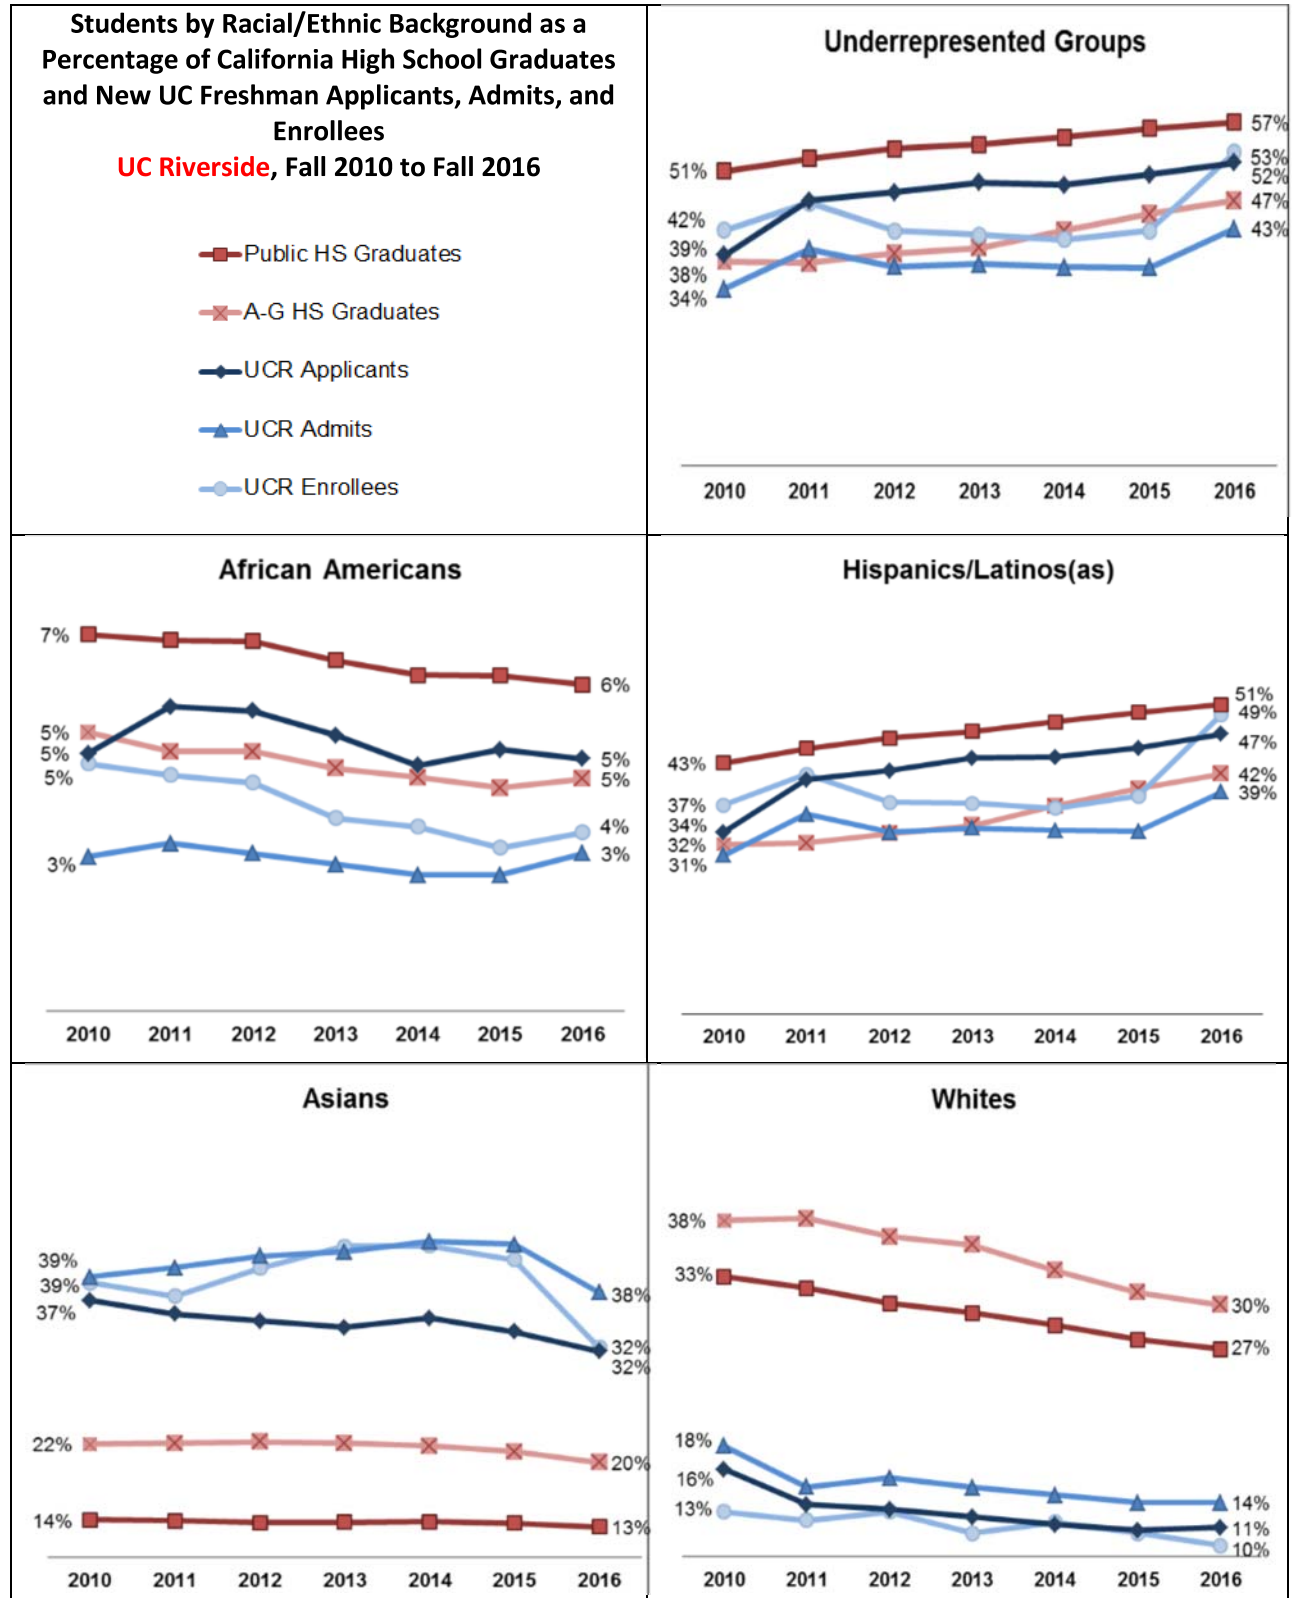 Students by Racial/Ethnic Background as a
Percentage of California High School Graduates
and New UC Freshman Applicants, Admits, and
Enrollees
UC Riverside, Fall 2010 to Fall 2016
Public HS Graduates
A-G HS Graduates
UCR Applicants
UCR Admits
UCR Enrollees
Underrepresented Groups
51%
42%
39%
38%
34%
57%
53%
52%
47%
43%
2010 2011 2012 2013 2014 2015 2016
African Americans
7%
5%
5%
5%
3%
6%
5%
5%
4%
3%
2010 2011 2012 2013 2014 2015 2016
Hispanics/Latinos(as)
43%
37%
34%
32%
31%
51%
49%
47%
42%
39%
2010 2011 2012 2013 2014 2015 2016
Asians
39%
39%
37%
22%
14%
38%
32%
32%
20%
13%
2010 2011 2012 2013 2014 2015 2016
Whites
38%
33%
18%
16%
13%
30%
27%
14%
11%
10%
2010 2011 2012 2013 2014 2015 2016